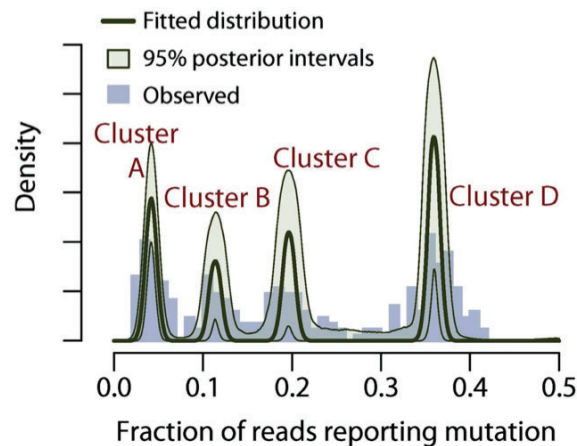 Fitted distribution
95% posterior intervals
Observed
Cluster
A
Cluster B
Cluster C
Cluster D
Density
0.0 0.1 0.2 0.3 0.4 0.5
Fraction of reads reporting mutation